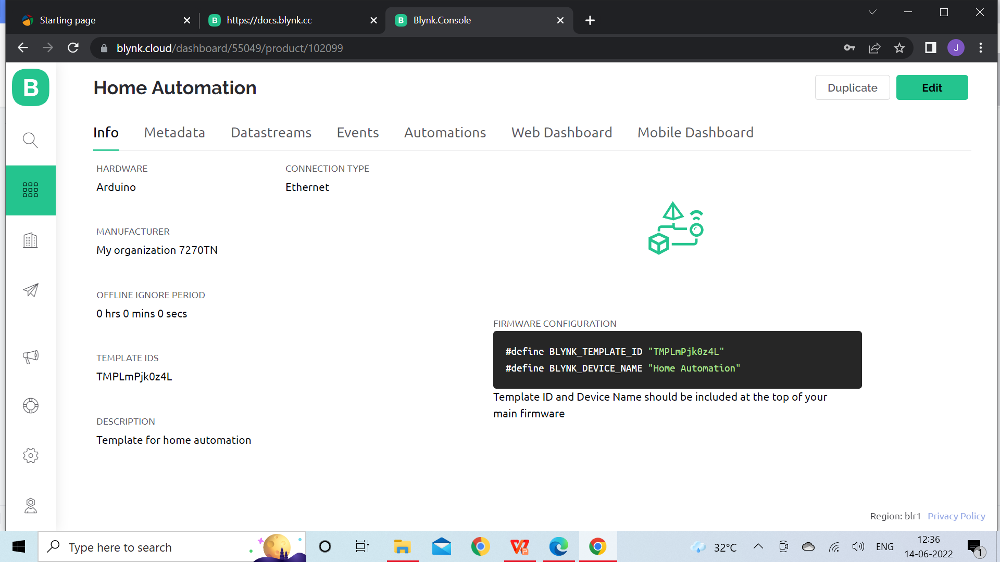 Starting page
https://docs.blynk.cc
B
Blynk.Console
B
blynk.cloud/dashboard/55049/product/102099
J
B
Home Automation
Duplicate
Edit
Info
Metadata
Datastreams
Events
Automations
Web Dashboard
Mobile Dashboard
HARDWARE
Arduino
CONNECTION TYPE
Ethernet
MANUFACTURER
My organization 7270TN
OFFLINE IGNORE PERIOD
0 hrs 0 mins 0 secs
TEMPLATE IDS
TMPLmPjk0z4L
DESCRIPTION
Template for home automation
FIRMWARE CONFIGURATION
#define BLYNK_TEMPLATE_ID "TMPLmPjk0z4L"
#define BLYNK_DEVICE_NAME "Home Automation"
Template ID and Device Name should be included at the top of your
main firmware
Region: blr1 Privacy Policy
Type here to search
32°C
ENG
12:36
14-06-2022
1